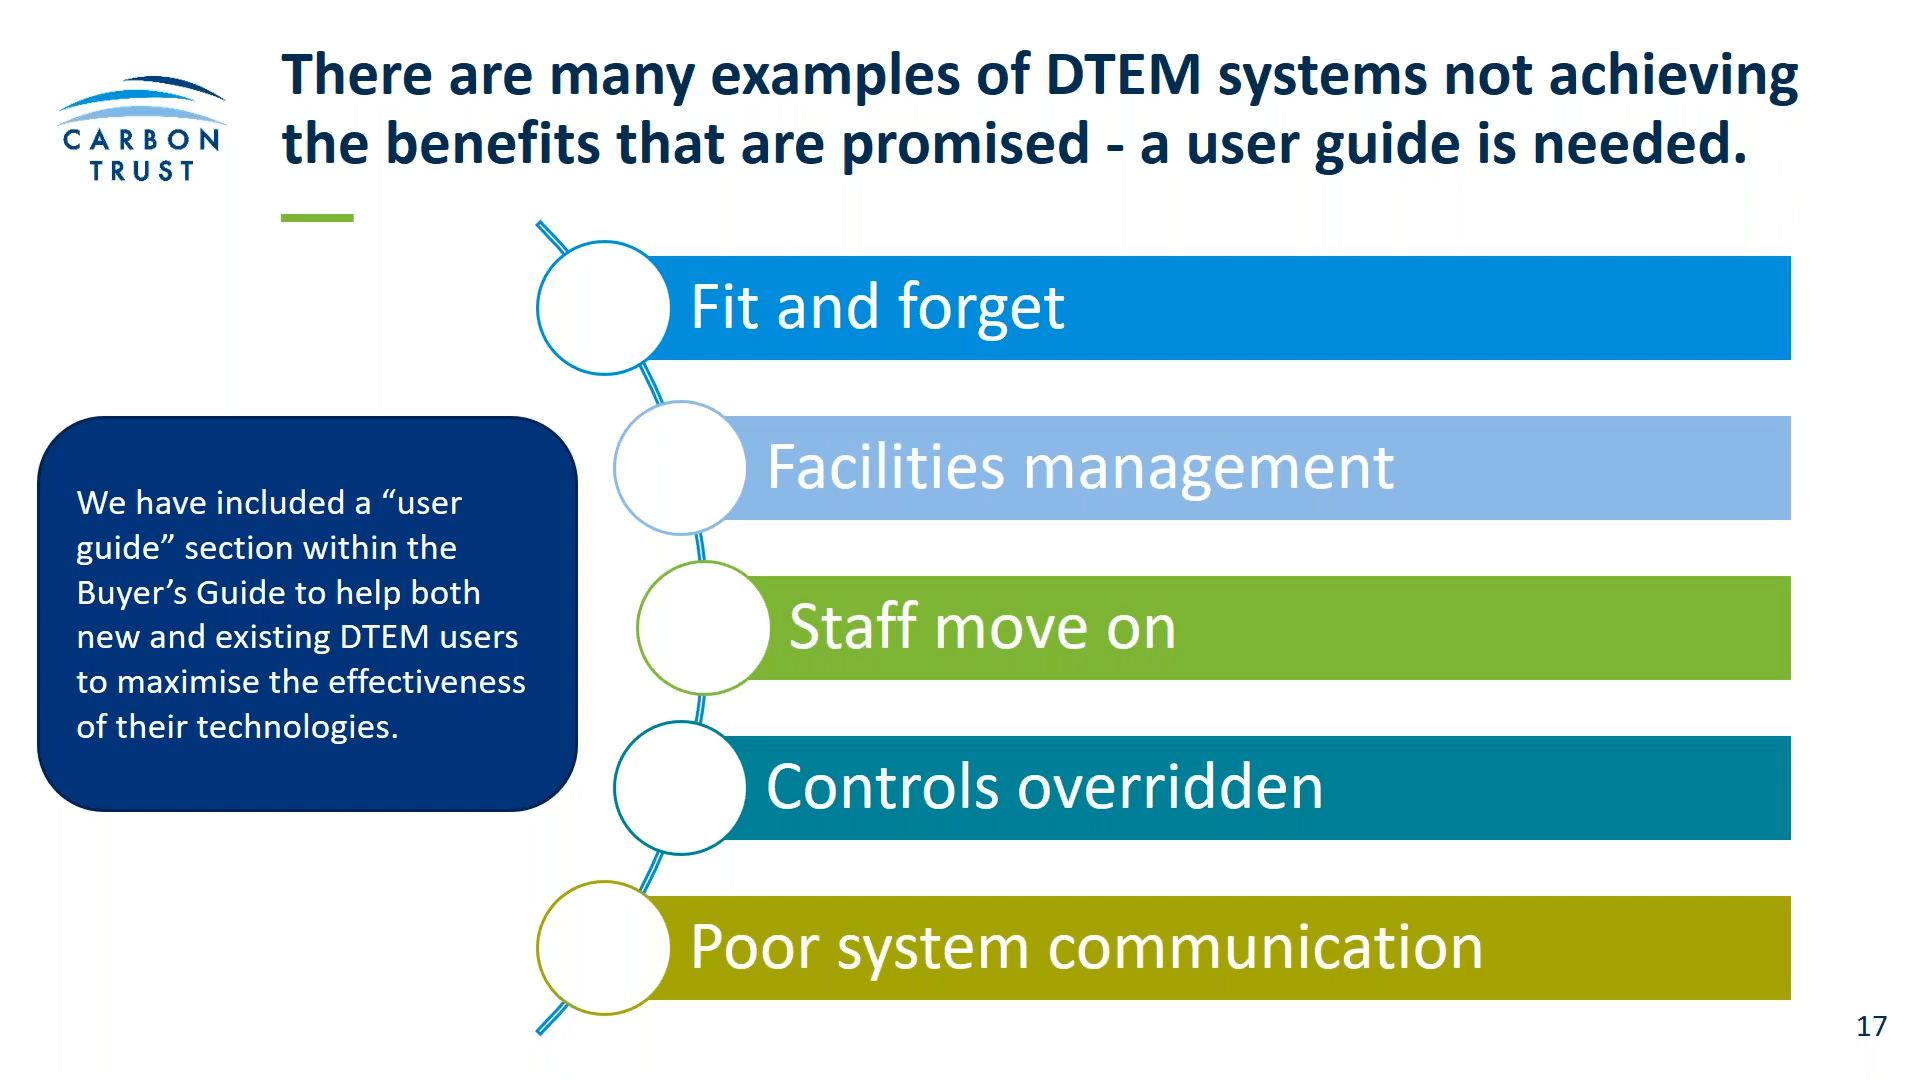 CARBON
TRUST
There are many examples of DTEM systems not achieving
the benefits that are promised - a user guide is needed.
We have included a “user
guide” section within the
Buyer’s Guide to help both
new and existing DTEM users
to maximise the effectiveness
of their technologies.
Fit and forget
Facilities management
Staff move on
Controls overridden
Poor system communication
17